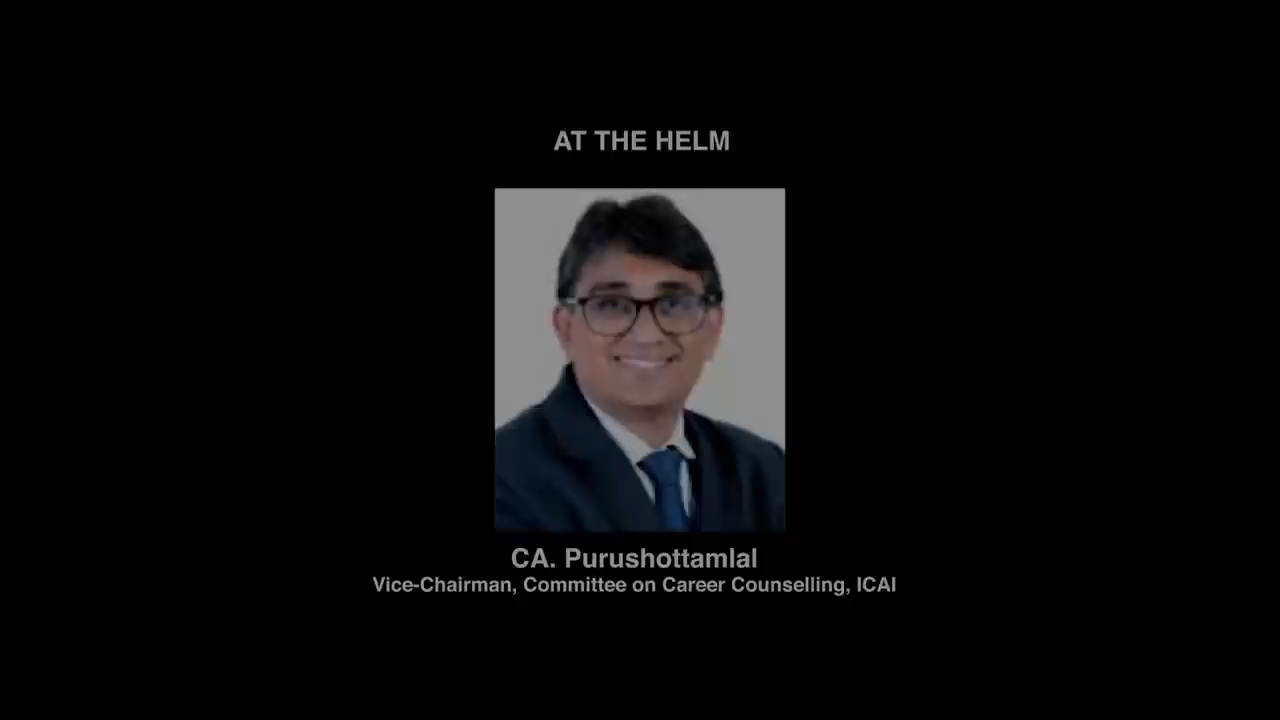 AT THE HELM
CA. Purushottamlal
Vice-Chairman, Committee on Career Counselling, ICAI